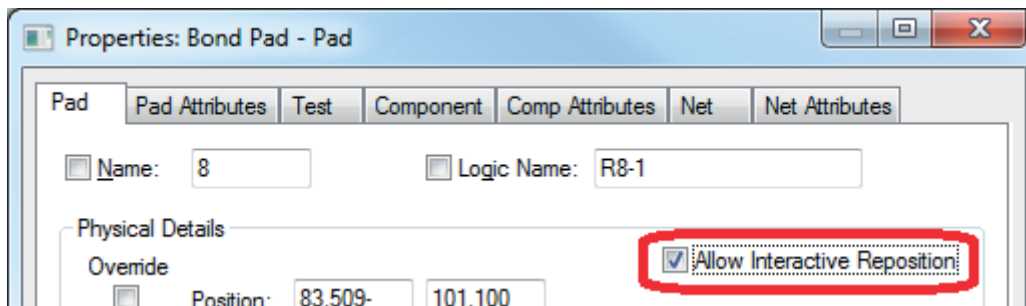 Properties: Bond Pad - Pad
Pad Pad Attributes Test Component Comp Attributes Net Net Attributes
Name: 8 Logic Name: R8-1
Physical Details
Allow Interactive Reposition
Override
Position: 83.509- 101.100